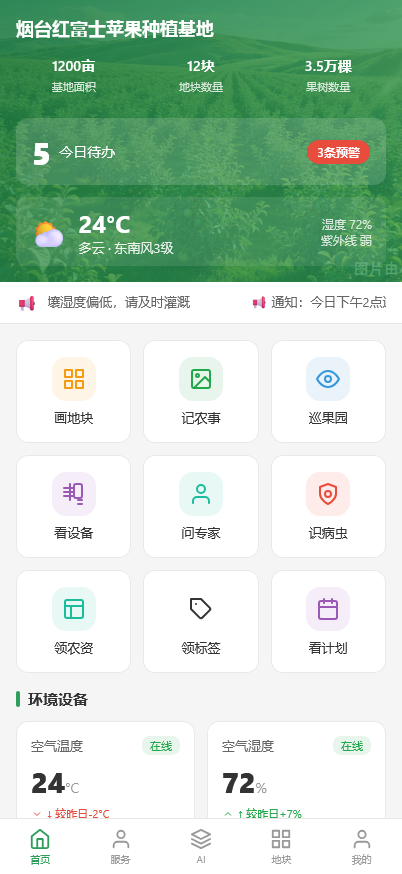 烟台红富士苹果种植基地
1200亩 12块 3.5万棵
基地面积 地块数量 果树数量
5 今日待办 3条预警
24°C
多云 · 东南风3级
湿度 72%
紫外线 弱
图片由
壤湿度偏低，请及时灌溉 通知：今日下午2点
画地块 记农事 巡果园
看设备 问专家 识病虫
领农资 领标签 看计划
环境设备
空气温度 在线 空气湿度 在线
24°C 72%
↓ 较昨日-2°C ↑ 较昨日+7%
首页 服务 AI 地块 我的